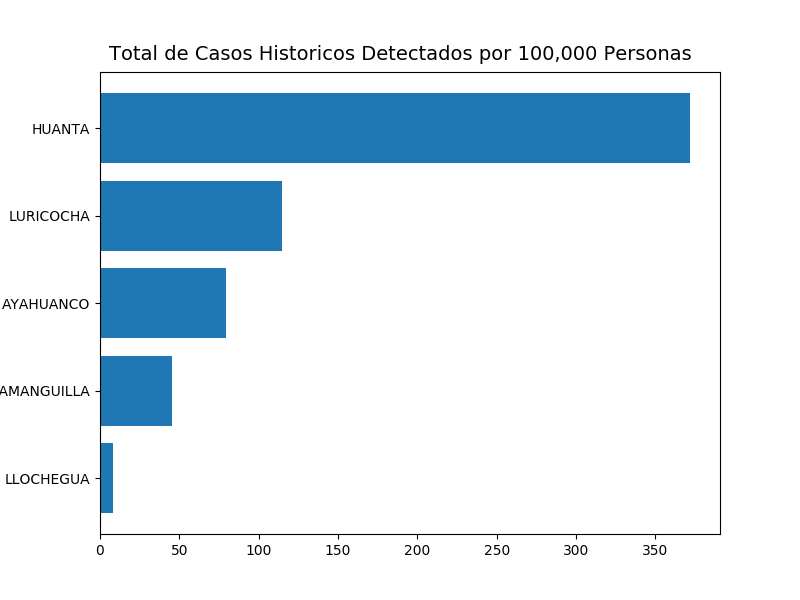 Total de Casos Historicos Detectados por 100,000 Personas
HUANTA
LURICOCHA
AYAHUANCO
AMANGUILLA
LLOCHEGUA
0 50 100 150 200 250 300 350